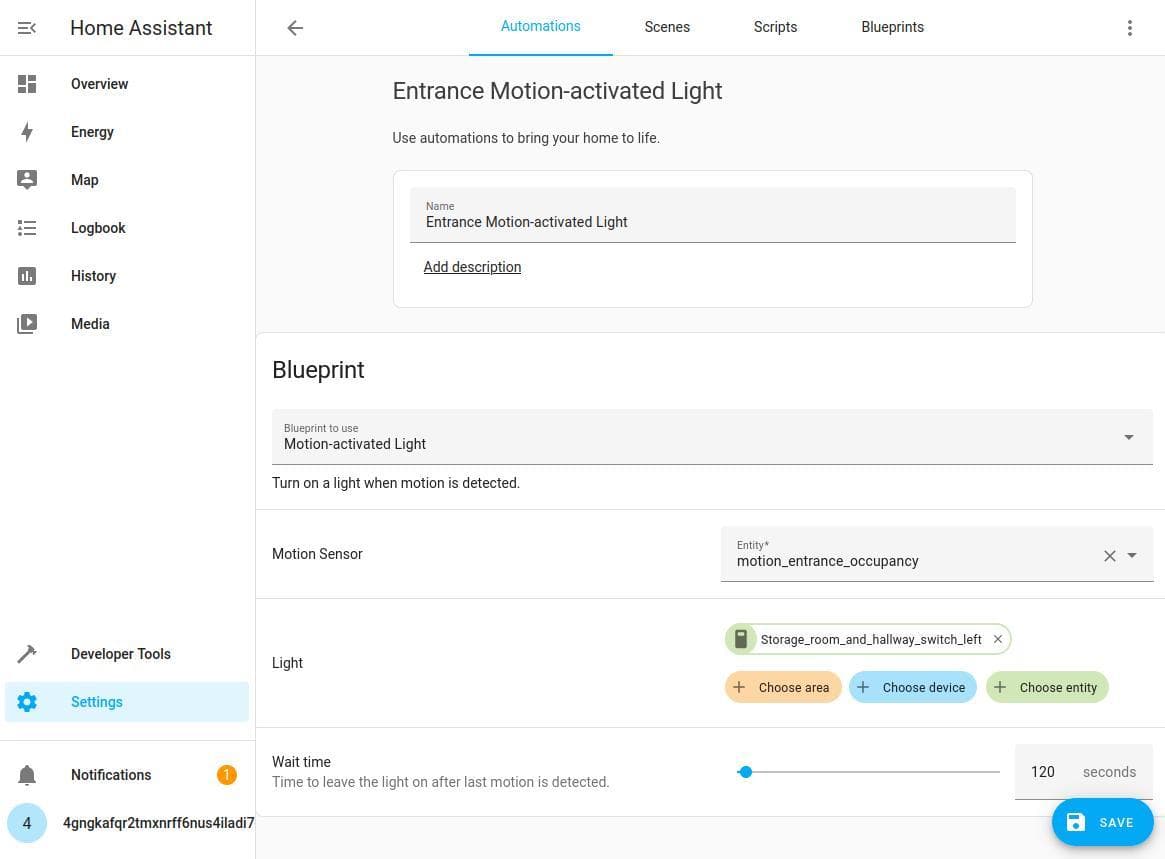 Home Assistant
Automations
Scenes
Scripts
Blueprints
Overview
Energy
Map
Logbook
History
Media
Developer Tools
Settings
Notifications
1
4
4gngkafqr2tmxnrff6nus4iladi7
Entrance Motion-activated Light
Use automations to bring your home to life.
Name
Entrance Motion-activated Light
Add description
Blueprint
Blueprint to use
Motion-activated Light
Turn on a light when motion is detected.
Motion Sensor
Entity*
motion_entrance_occupancy
Light
Storage_room_and_hallway_switch_left
Choose area
Choose device
Choose entity
Wait time
Time to leave the light on after last motion is detected.
120 seconds
SAVE